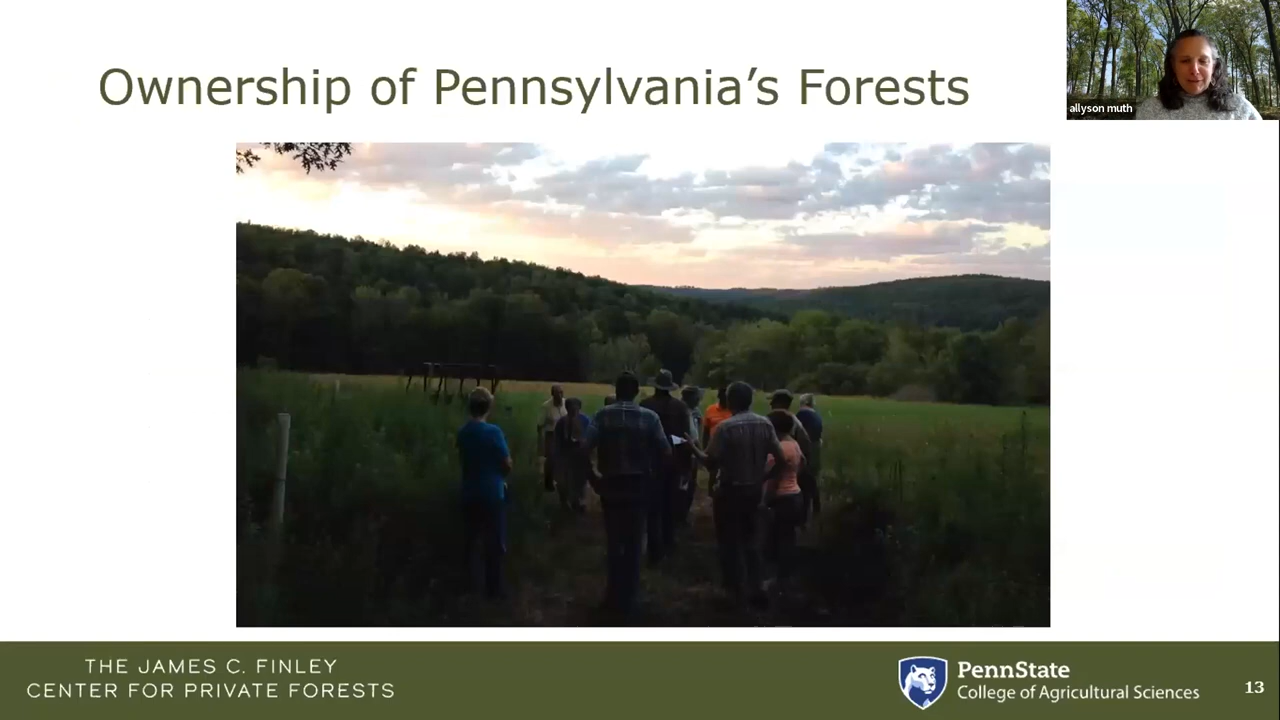 Ownership of Pennsylvania’s Forests
allyson muth
THE JAMES C. FINLEY
CENTER FOR PRIVATE FORESTS
PennState
College of Agricultural Sciences
13